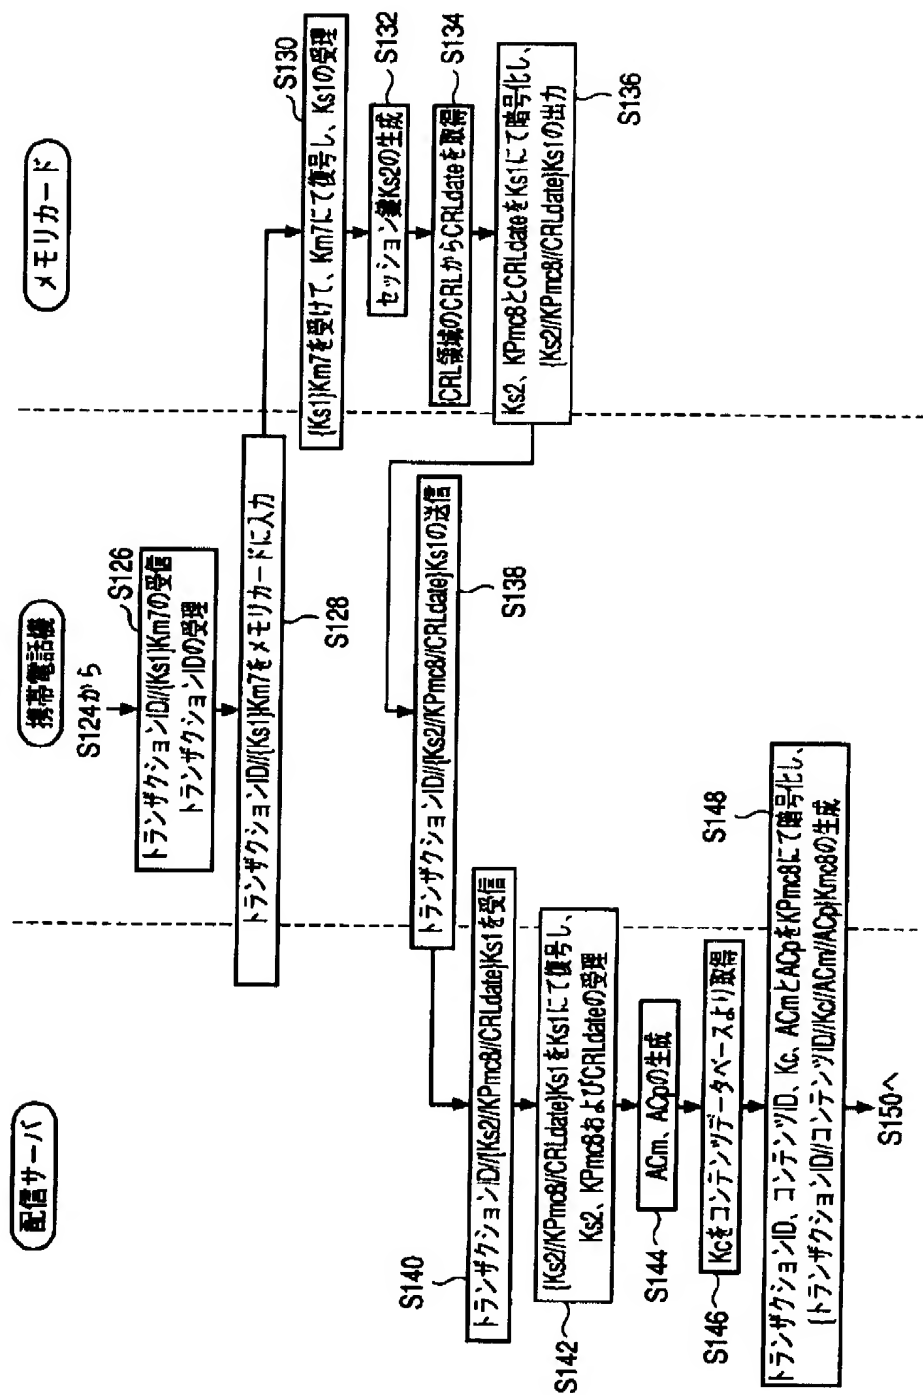 配信サーバ
携帯電話機
メモリカード
S124から
S126
トランザクションID//{Ks1}Km7の受信
トランザクションIDの受理
トランザクションID//{Ks1}Km7をメモリカードに入力
S128
S130
{Ks1}Km7を受けて、Km7にて復号し、Ks1の受理
セッション鍵Ks2の生成
S132
CRL領域のCRLからCRLdateを取得
S134
Ks2、KPmc8とCRLdateをKs1にて暗号化し、
{Ks2//KPmc8//CRLdate}Ks1の出力
S136
トランザクションID//{Ks2//KPmc8//CRLdate}Ks1の送信
S138
トランザクションID//{Ks2//KPmc8//CRLdate}Ks1を受信
S140
{Ks2//KPmc8//CRLdate}Ks1をKs1にて復号し、
Ks2、KPmc8およびCRLdateの受理
S142
ACm、ACpの生成
S144
Kcをコンテンツデータベースより取得
S146
S148
トランザクションID、コンテンツID、Kc、ACmとACpをKPmc8にて暗号化し、
{トランザクションID//コンテンツID//Kc//ACm//ACp}Kmc8の生成
S150へ